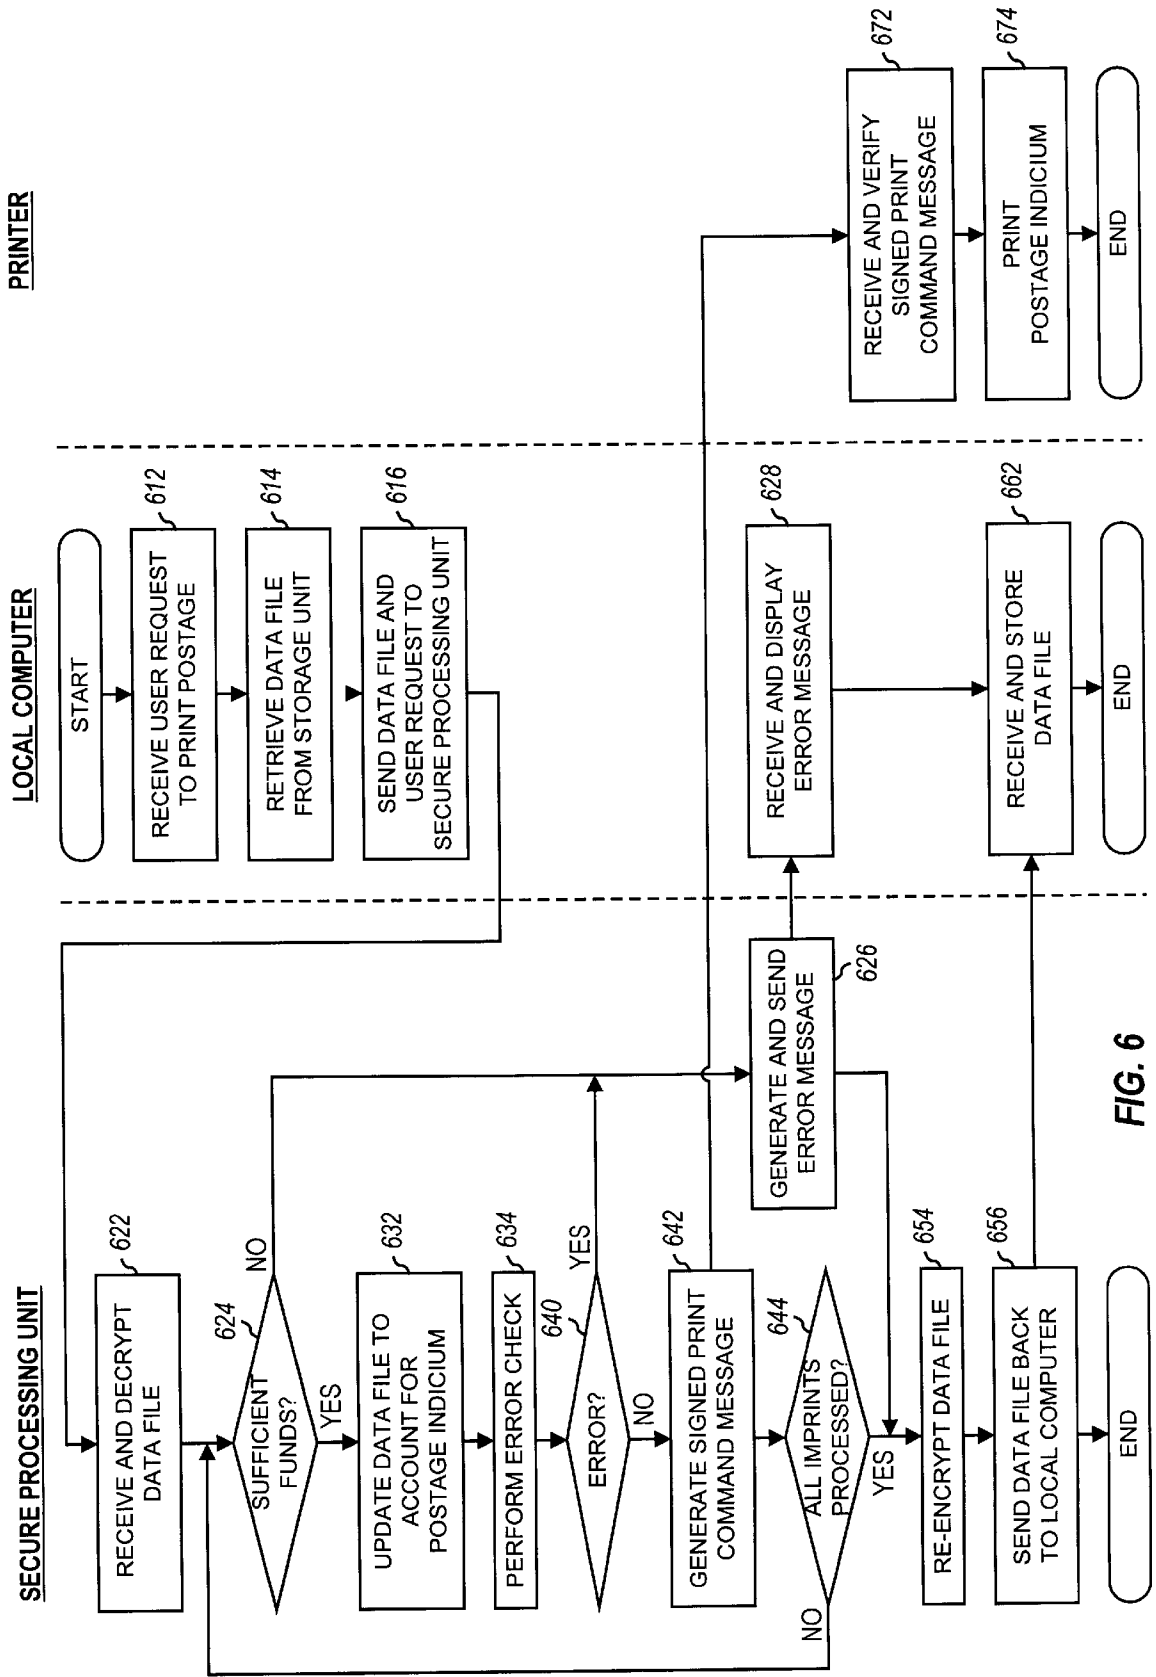 SECURE PROCESSING UNIT
LOCAL COMPUTER
PRINTER
START
RECEIVE USER REQUEST
TO PRINT POSTAGE
612
RETRIEVE DATA FILE
FROM STORAGE UNIT
614
SEND DATA FILE AND
USER REQUEST TO
SECURE PROCESSING UNIT
616
RECEIVE AND DECRYPT
DATA FILE
622
SUFFICIENT
FUNDS?
624
NO
YES
UPDATE DATA FILE TO
ACCOUNT FOR
POSTAGE INDICIUM
632
PERFORM ERROR CHECK
634
ERROR?
640
YES
NO
GENERATE SIGNED PRINT
COMMAND MESSAGE
642
ALL IMPRINTS
PROCESSED?
644
NO
YES
GENERATE AND SEND
ERROR MESSAGE
626
RECEIVE AND DISPLAY
ERROR MESSAGE
628
RE-ENCRYPT DATA FILE
654
SEND DATA FILE BACK
TO LOCAL COMPUTER
656
END
RECEIVE AND STORE
DATA FILE
662
END
RECEIVE AND VERIFY
SIGNED PRINT
COMMAND MESSAGE
672
PRINT
POSTAGE INDICIUM
674
END
FIG. 6